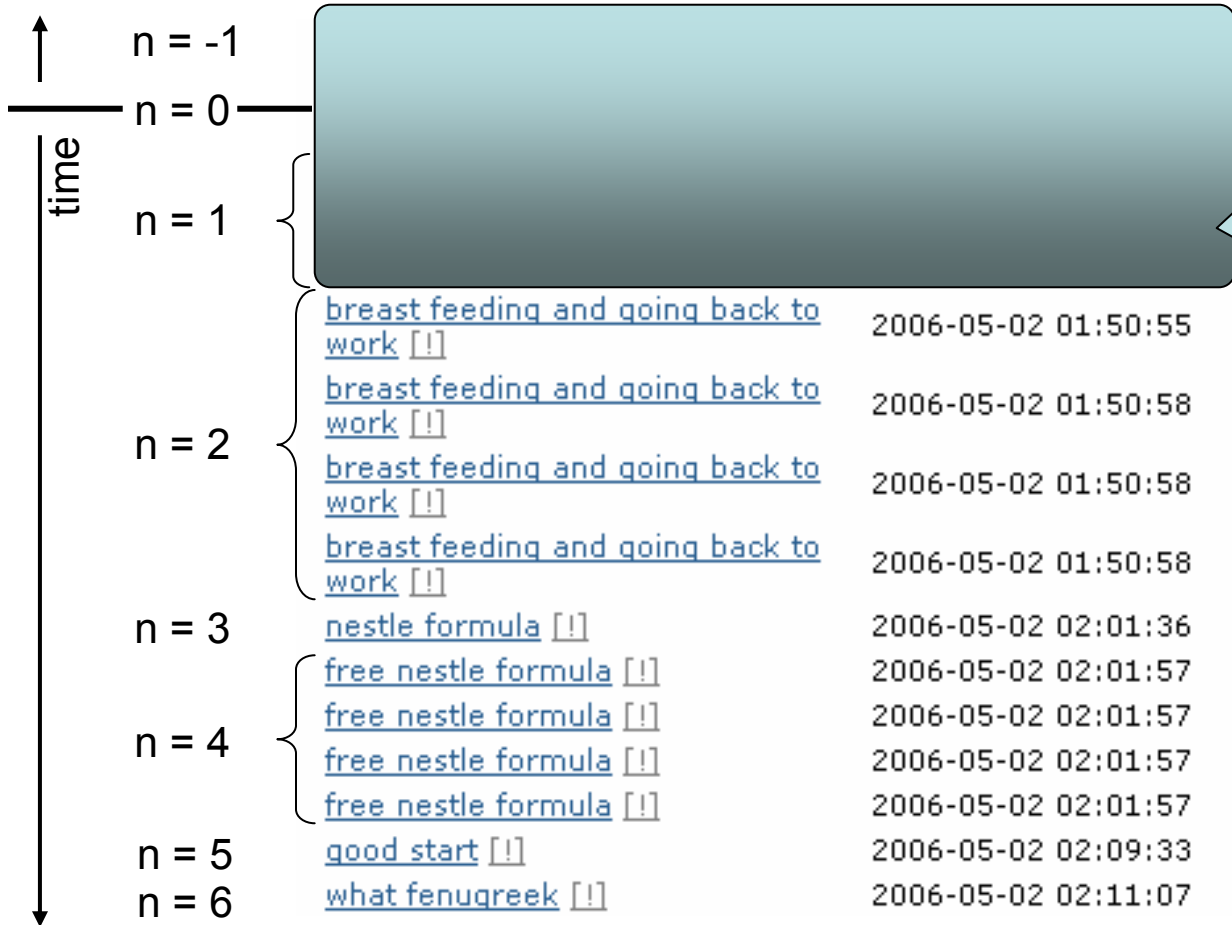 n = -1
n = 0
time
n = 1
n = 2
breast feeding and going back to
work [!]
2006-05-02 01:50:55
breast feeding and going back to
work [!]
2006-05-02 01:50:58
breast feeding and going back to
work [!]
2006-05-02 01:50:58
breast feeding and going back to
work [!]
2006-05-02 01:50:58
n = 3 nestle formula [!] 2006-05-02 02:01:36
free nestle formula [!] 2006-05-02 02:01:57
free nestle formula [!] 2006-05-02 02:01:57
n = 4
free nestle formula [!] 2006-05-02 02:01:57
free nestle formula [!] 2006-05-02 02:01:57
n = 5 good start [!] 2006-05-02 02:09:33
n = 6 what fenugreek [!] 2006-05-02 02:11:07